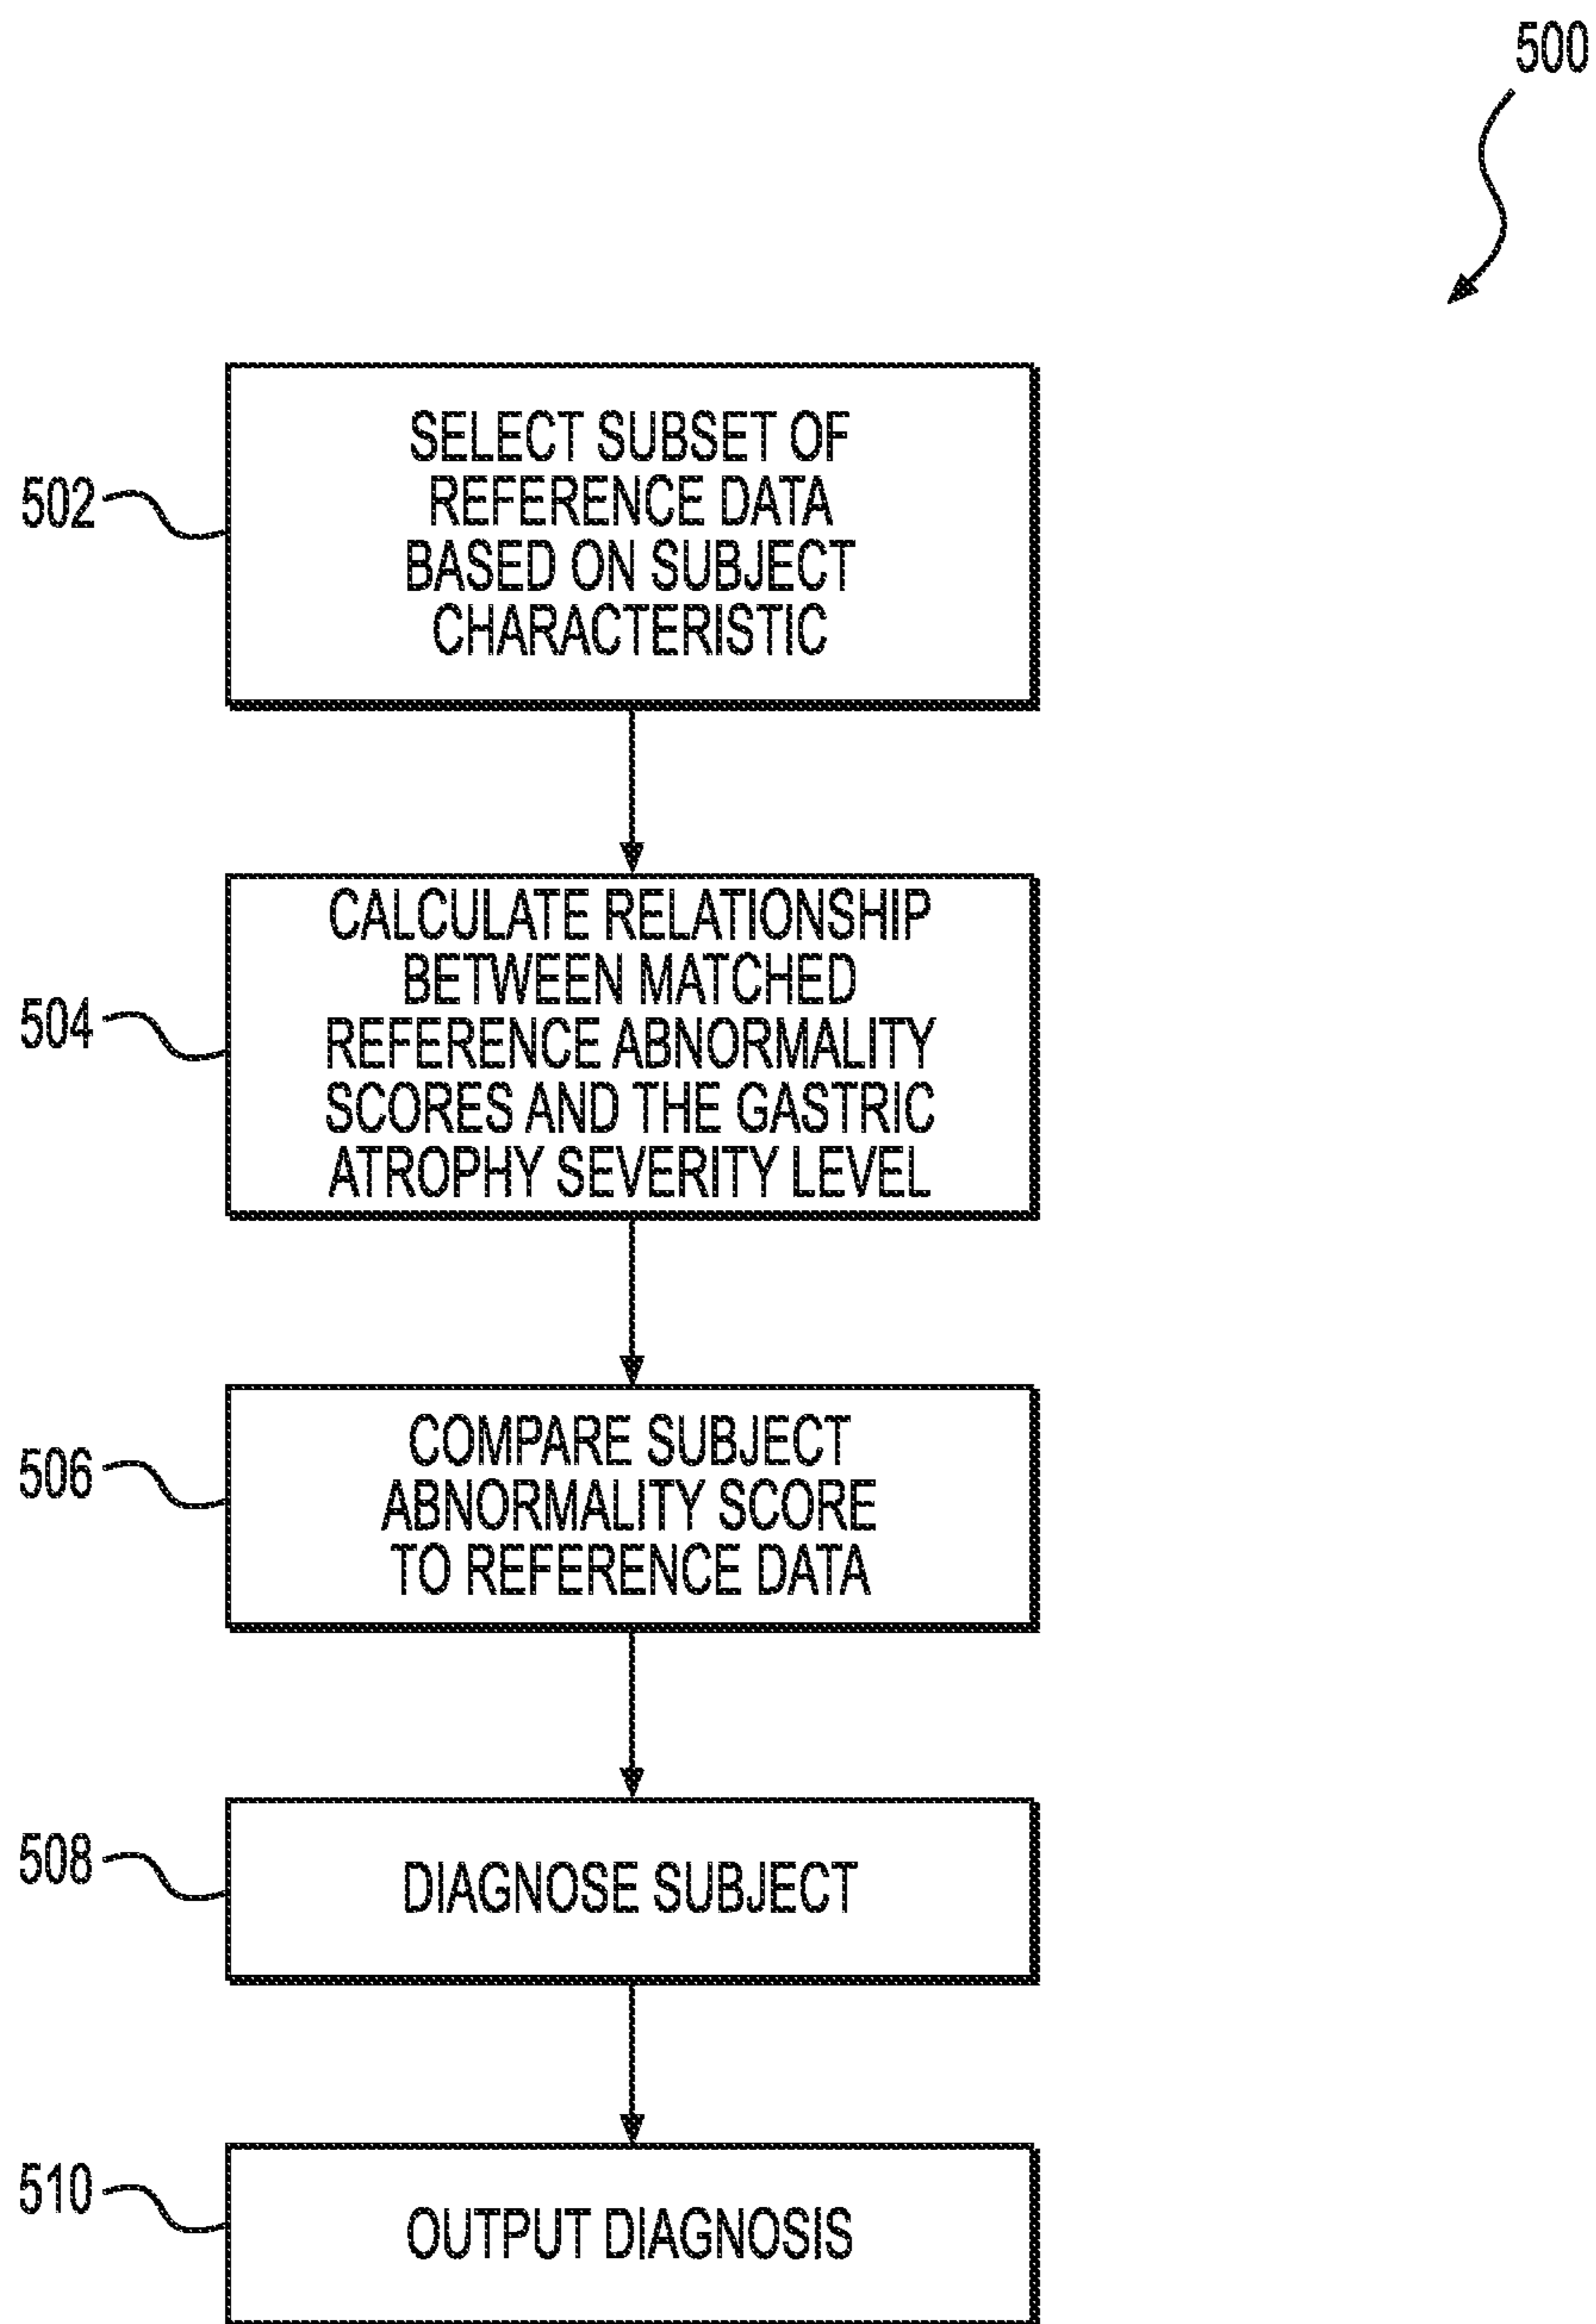 500
502
SELECT SUBSET OF
REFERENCE DATA
BASED ON SUBJECT
CHARACTERISTIC
504
CALCULATE RELATIONSHIP
BETWEEN MATCHED
REFERENCE ABNORMALITY
SCORES AND THE GASTRIC
ATROPHY SEVERITY LEVEL
506
COMPARE SUBJECT
ABNORMALITY SCORE
TO REFERENCE DATA
508
DIAGNOSE SUBJECT
510
OUTPUT DIAGNOSIS